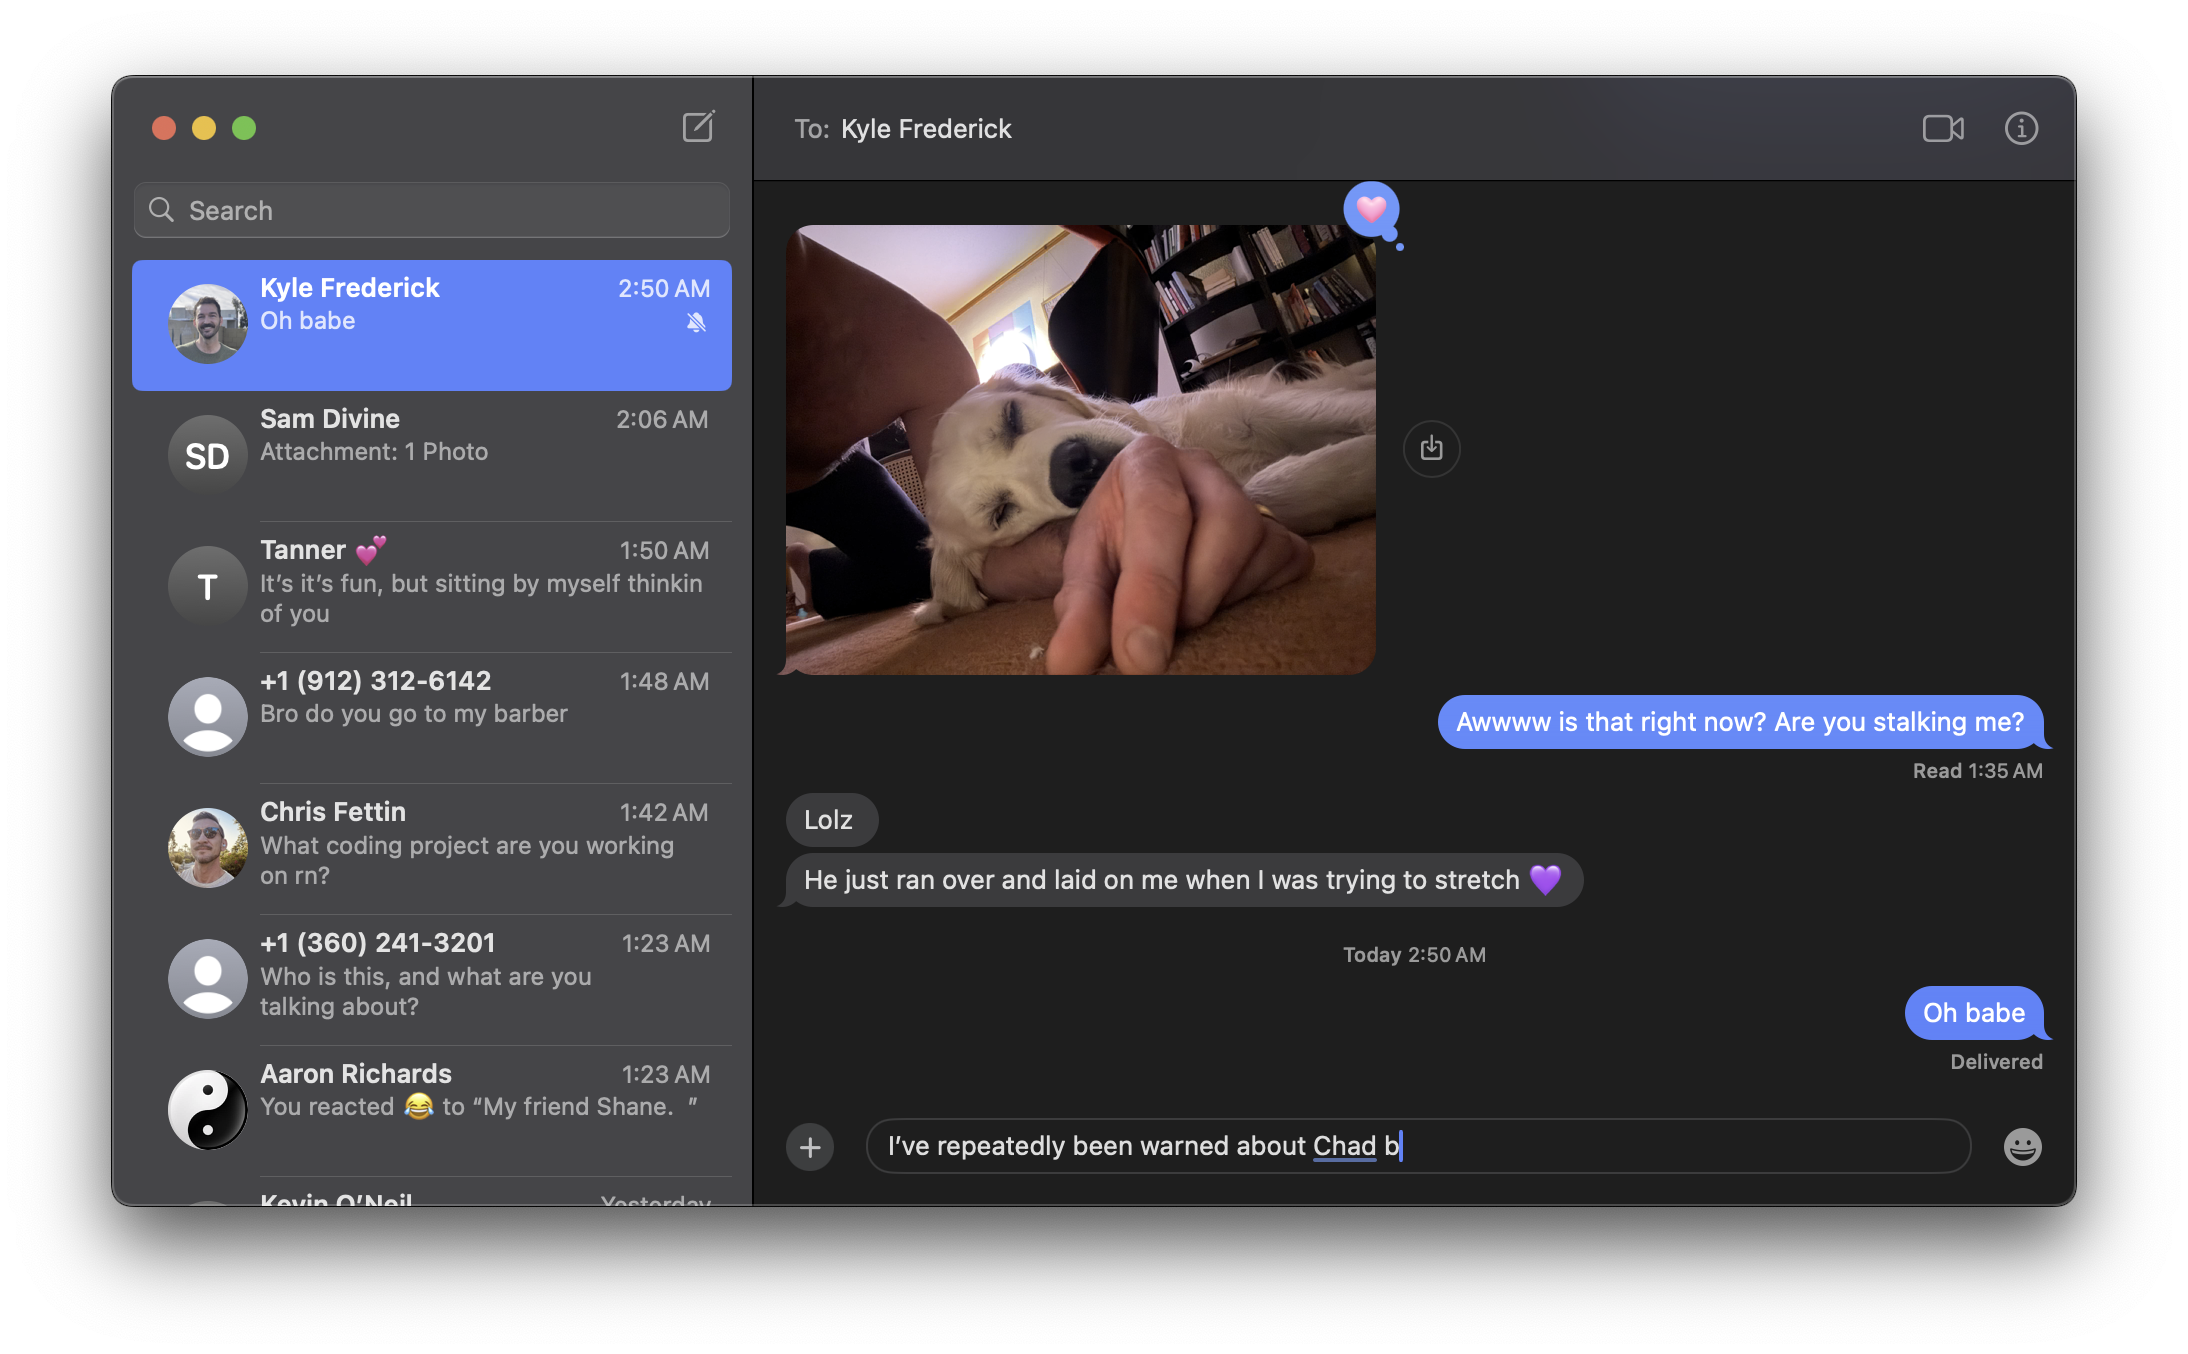 Search
Kyle Frederick 2:50 AM
Oh babe
SD
Sam Divine 2:06 AM
Attachment: 1 Photo
T
Tanner 💕 1:50 AM
It’s it’s fun, but sitting by myself thinkin
of you
+1 (912) 312-6142 1:48 AM
Bro do you go to my barber
Chris Fettin 1:42 AM
What coding project are you working
on rn?
+1 (360) 241-3201 1:23 AM
Who is this, and what are you
talking about?
Aaron Richards 1:23 AM
You reacted 😂 to “My friend Shane.  ”
Kevin O’Neil Yesterday
To: Kyle Frederick
Awwww is that right now? Are you stalking me?
Read 1:35 AM
Lolz
He just ran over and laid on me when I was trying to stretch 💜
Today 2:50 AM
Oh babe
Delivered
I’ve repeatedly been warned about Chad b